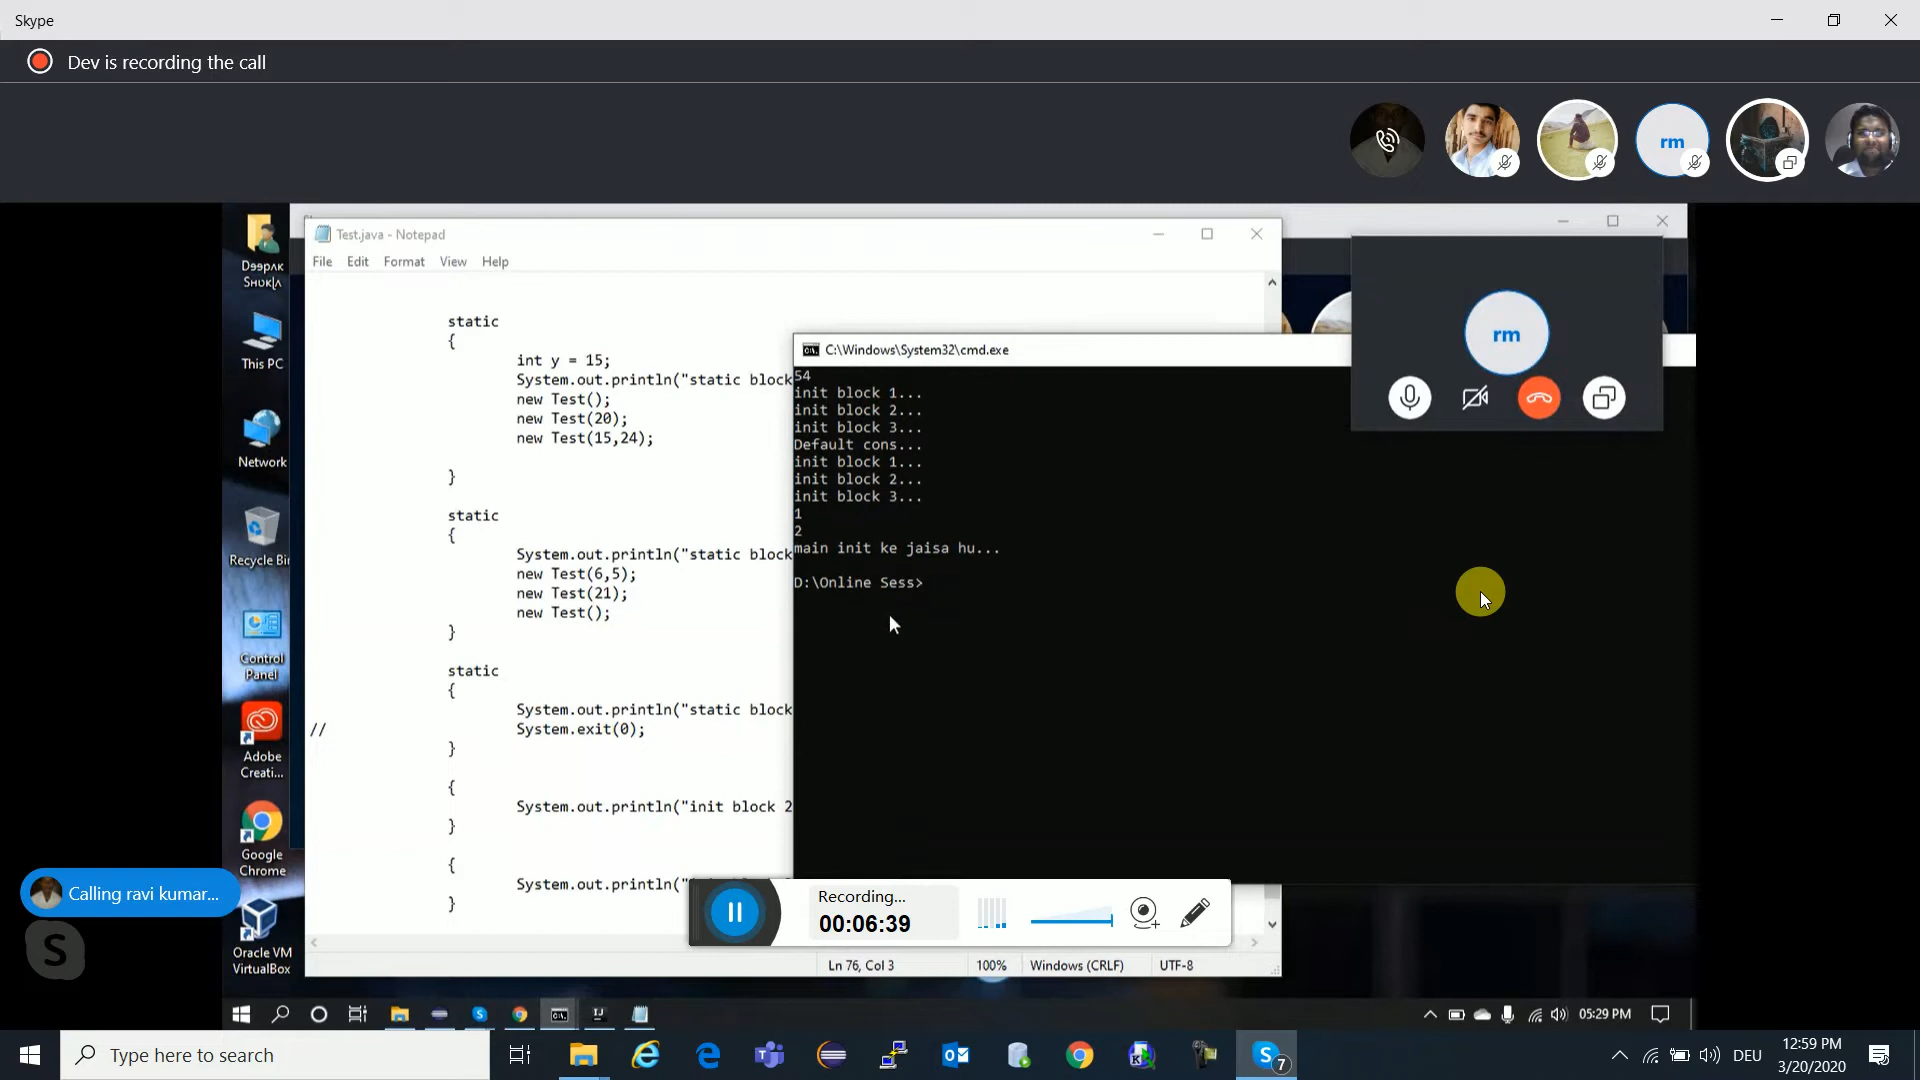 Skype
Dev is recording the call
rm
Test.java - Notepad
File Edit Format View Help
static
{
int y = 15;
System.out.println("static block
new Test();
new Test(20);
new Test(15,24);
}
static
{
System.out.println("static block
new Test(6,5);
new Test(21);
new Test();
}
static
{
System.out.println("static block
// System.exit(0);
}
{
System.out.println("init block 2
}
{
System.out.println(
}
Ln 76, Col 3
100%
Windows (CRLF)
UTF-8
C:\Windows\System32\cmd.exe
54
init block 1...
init block 2...
init block 3...
Default cons...
init block 1...
init block 2...
init block 3...
1
2
main init ke jaisa hu...
D:\Online Sess>
rm
This PC
Network
Recycle Bin
Control
Panel
Adobe
Creati...
Google
Chrome
Oracle VM
VirtualBox
Calling ravi kumar...
S
Recording...
00:06:39
05:29 PM
Type here to search
7
DEU
12:59 PM
3/20/2020